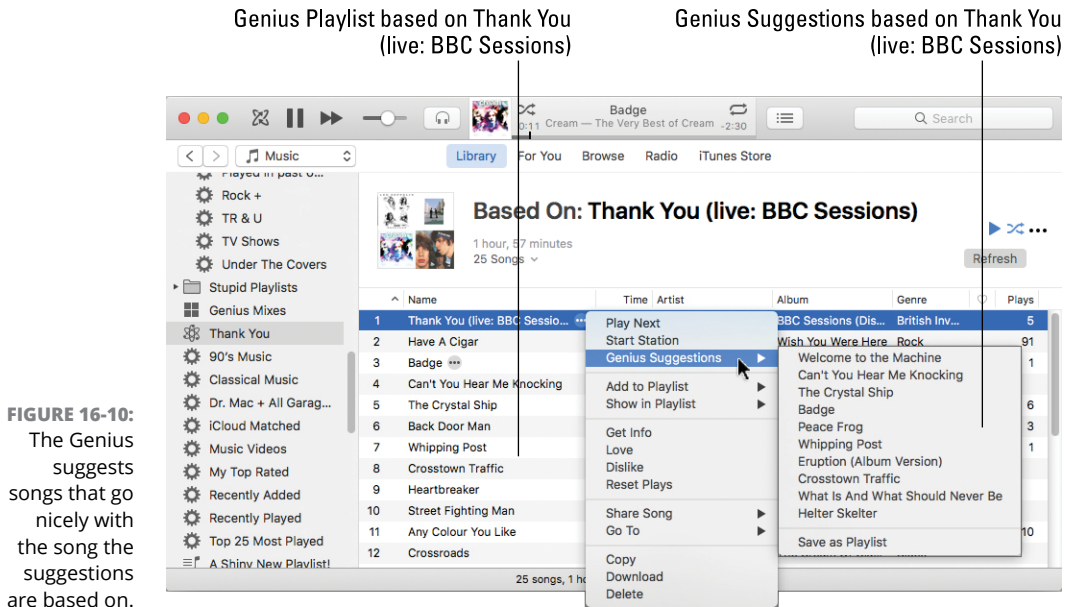 Genius Playlist based on Thank You
(live: BBC Sessions)
Genius Suggestions based on Thank You
(live: BBC Sessions)
Badge
0:11 Cream — The Very Best of Cream -2:30
Search
Music
Library For You Browse Radio iTunes Store
Rock +
TR & U
TV Shows
Under The Covers
Stupid Playlists
Genius Mixes
Thank You
90's Music
Classical Music
Dr. Mac + All Garag...
iCloud Matched
Music Videos
My Top Rated
Recently Added
Recently Played
Top 25 Most Played
A Shiny New Playlist!
Based On: Thank You (live: BBC Sessions)
1 hour, 57 minutes
25 Songs
Refresh
Name Time Artist Album Genre Plays
1 Thank You (live: BBC Sessio... BBC Sessions (Dis... British Inv... 5
2 Have A Cigar Wish You Were Here Rock 91
3 Badge 1
4 Can't You Hear Me Knocking
5 The Crystal Ship 6
6 Back Door Man 3
7 Whipping Post 1
8 Crosstown Traffic
9 Heartbreaker
10 Street Fighting Man
11 Any Colour You Like 10
12 Crossroads
25 songs, 1 ho
Play Next
Start Station
Genius Suggestions
Add to Playlist
Show in Playlist
Get Info
Love
Dislike
Reset Plays
Share Song
Go To
Copy
Download
Delete
Welcome to the Machine
Can't You Hear Me Knocking
The Crystal Ship
Badge
Peace Frog
Whipping Post
Eruption (Album Version)
Crosstown Traffic
What Is And What Should Never Be
Helter Skelter
Save as Playlist
FIGURE 16-10:
The Genius
suggests
songs that go
nicely with
the song the
suggestions
are based on.